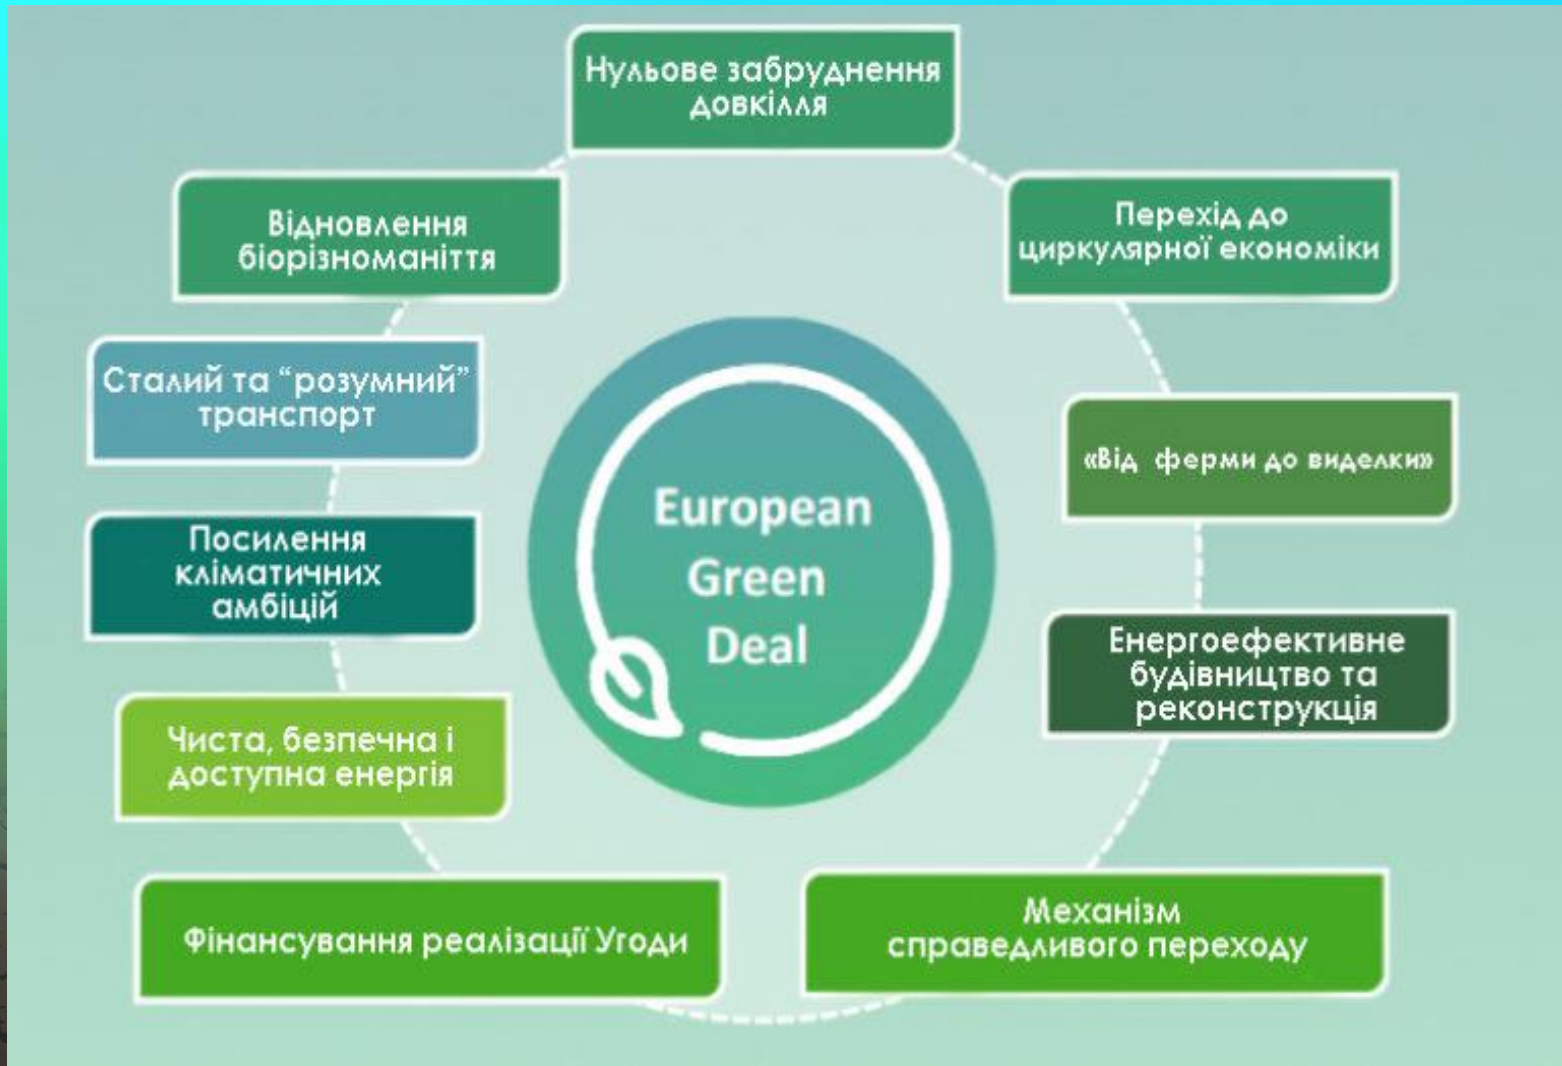 Нульове забруднення
довкілля
Відновлення
біорізноманіття
Перехід до
циркулярної економіки
Сталий та “розумний”
транспорт
«Від ферми до виделки»
European
Green
Deal
Посилення
кліматичних
амбіцій
Енергоефективне
будівництво та
реконструкція
Чиста, безпечна і
доступна енергія
Фінансування реалізації Угоди
Механізм
справедливого переходу